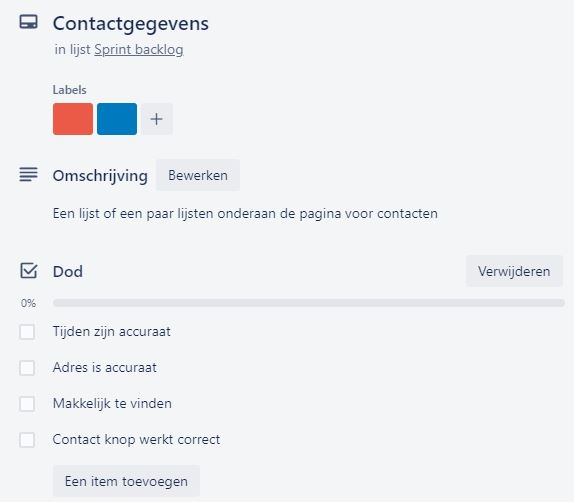 Contactgegevens
in lijst Sprint backlog
Labels
+
Omschrijving Bewerken
Een lijst of een paar lijsten onderaan de pagina voor contacten
Dod Verwijderen
0%
Tijden zijn accuraat
Adres is accuraat
Makkelijk te vinden
Contact knop werkt correct
Een item toevoegen